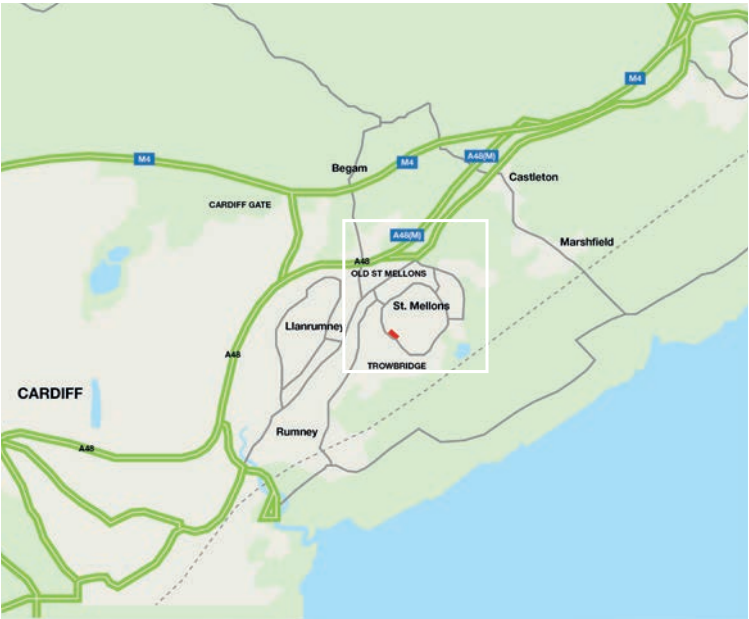 M4
M4
Begam
M4
A48(M)
Castleton
CARDIFF GATE
A48(M)
Marshfield
A48
OLD ST MELLONS
St. Mellons
Llanrumney
A48
TROWBRIDGE
CARDIFF
Rumney
A48